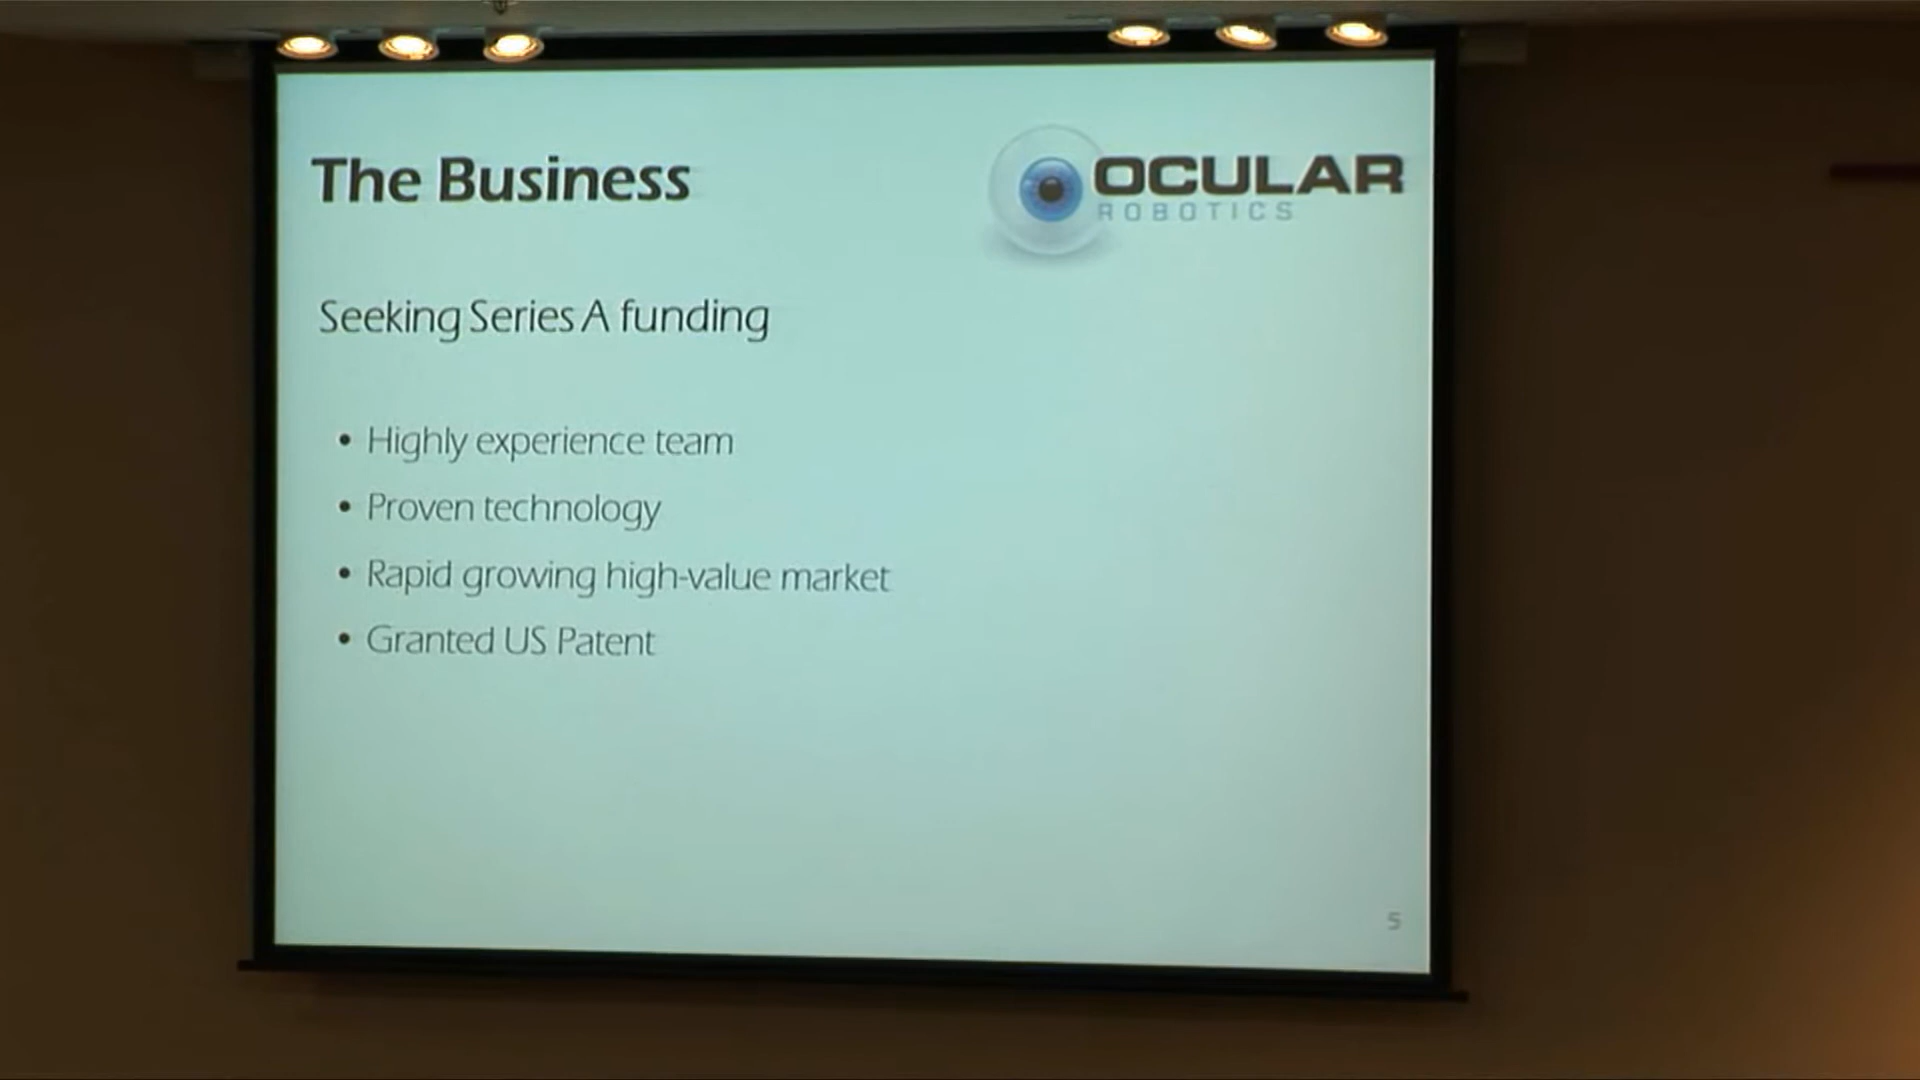 The Business
OCULAR
ROBOTICS
Seeking Series A funding
• Highly experience team
• Proven technology
• Rapid growing high-value market
• Granted US Patent
5